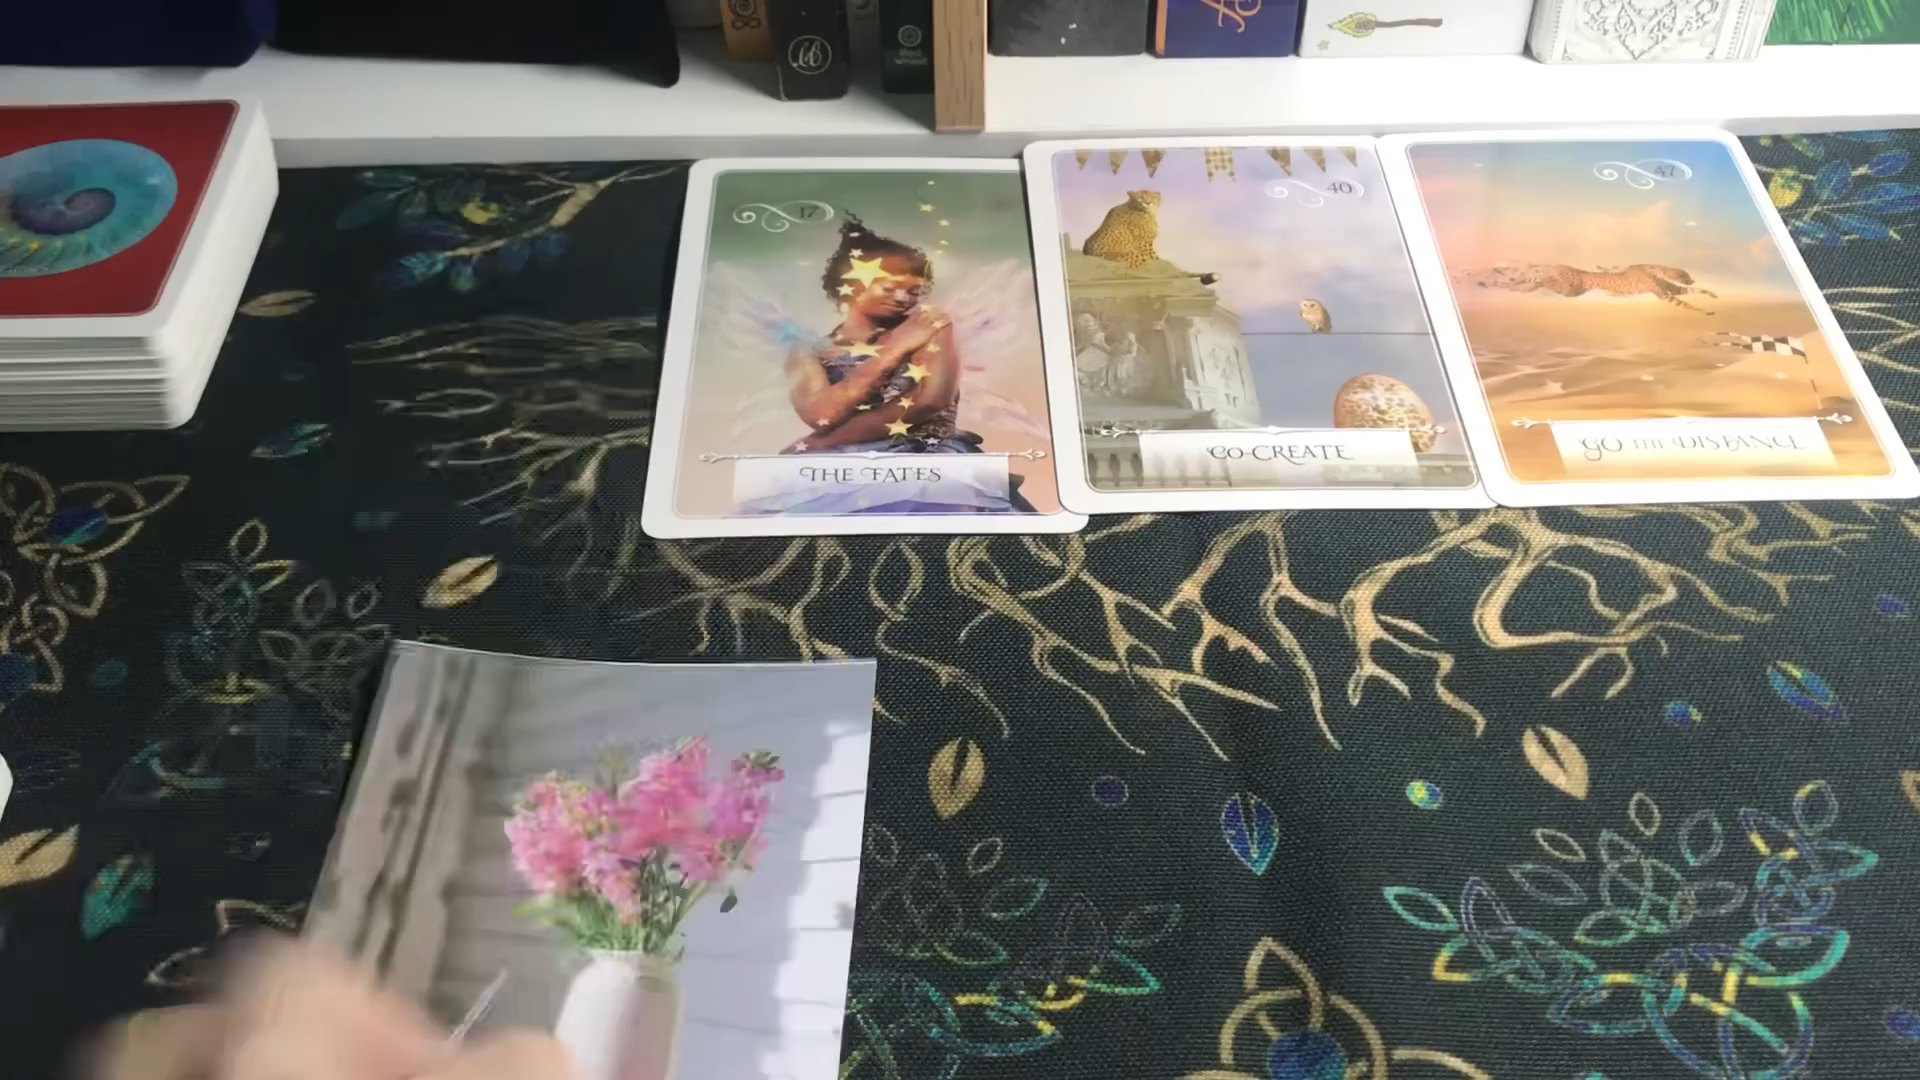 17
THE FATES
40
CO-CREATE
47
GO THE DISTANCE